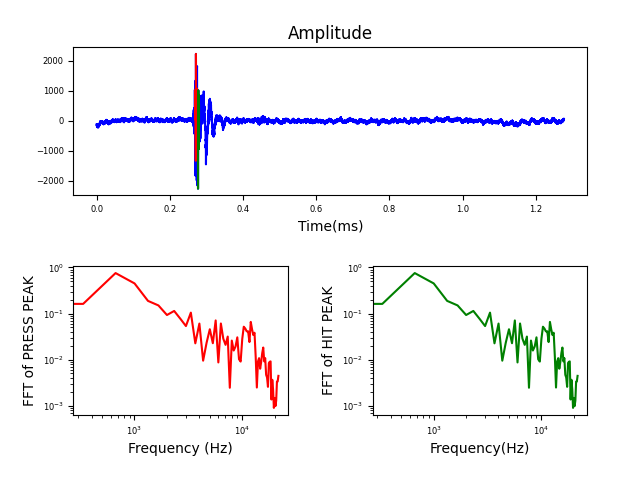 Amplitude
2000
1000
0
−1000
−2000
0.0 0.2 0.4 0.6 0.8 1.0 1.2
Time(ms)
FFT of PRESS PEAK
10⁰
10⁻¹
10⁻²
10⁻³
10³ 10⁴
Frequency (Hz)
FFT of HIT PEAK
10⁰
10⁻¹
10⁻²
10⁻³
10³ 10⁴
Frequency(Hz)